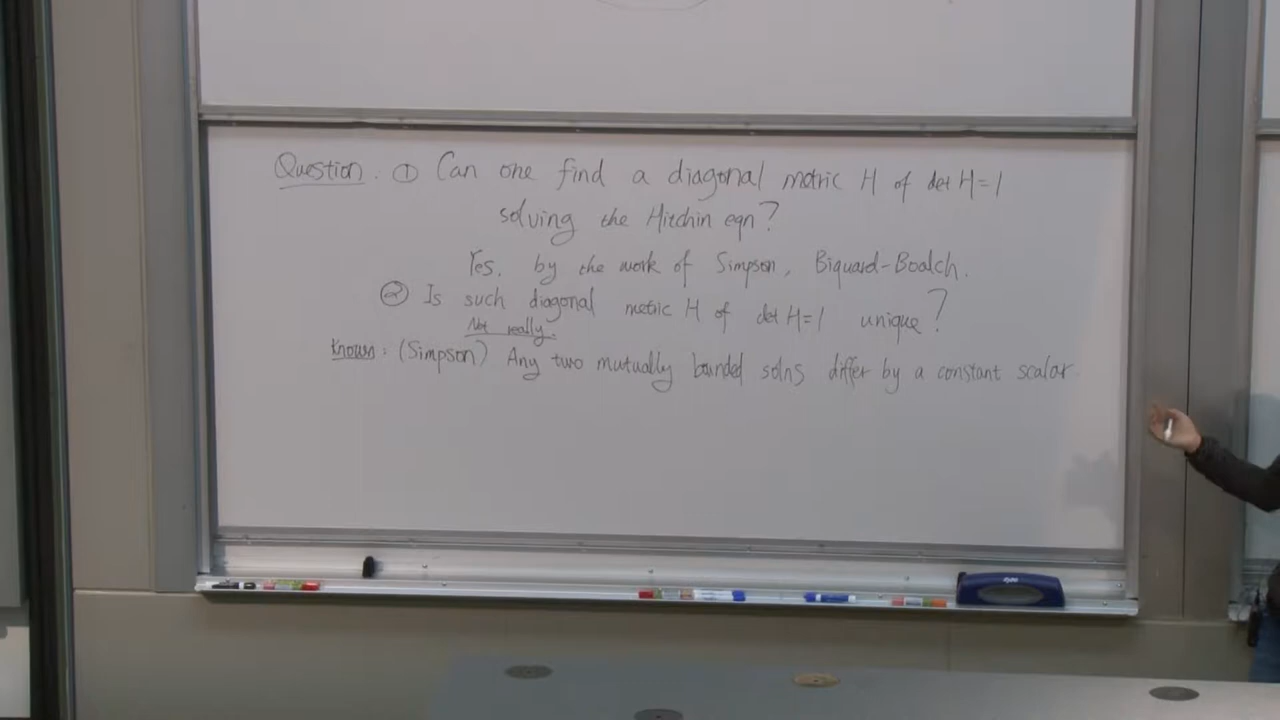 Question. ① Can one find a diagonal metric H of det H=1
solving the Hitchin eqn?
Yes, by the work of Simpson, Biquard-Boalch.
② Is such diagonal metric H of det H=1 unique?
Not really.
Known: (Simpson) Any two mutually bounded solns differ by a constant scalar